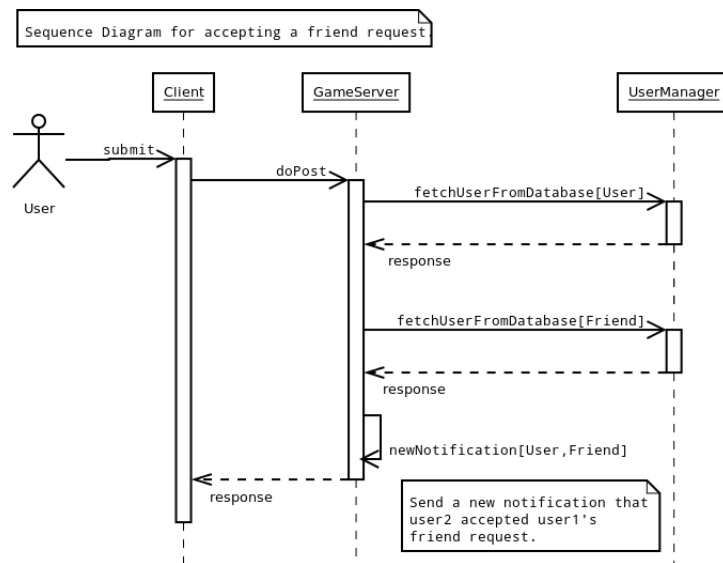 Sequence Diagram for accepting a friend request.
Client
GameServer
UserManager
submit
User
doPost
fetchUserFromDatabase[User]
response
fetchUserFromDatabase[Friend]
response
newNotification[User,Friend]
response
Send a new notification that
user2 accepted user1's
friend request.